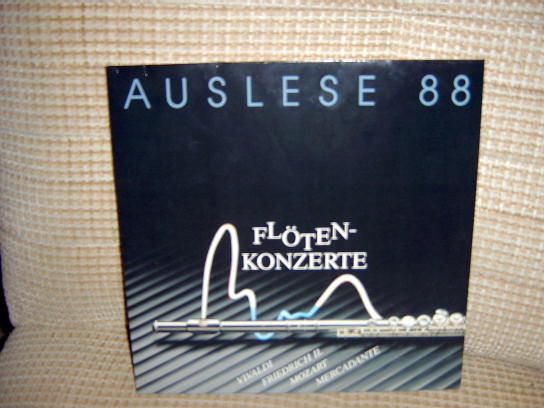 AUSLESE 88
FLÖTEN-
KONZERTE
VIVALDI
FRIEDRICH II.
MOZART
MERCADANTE